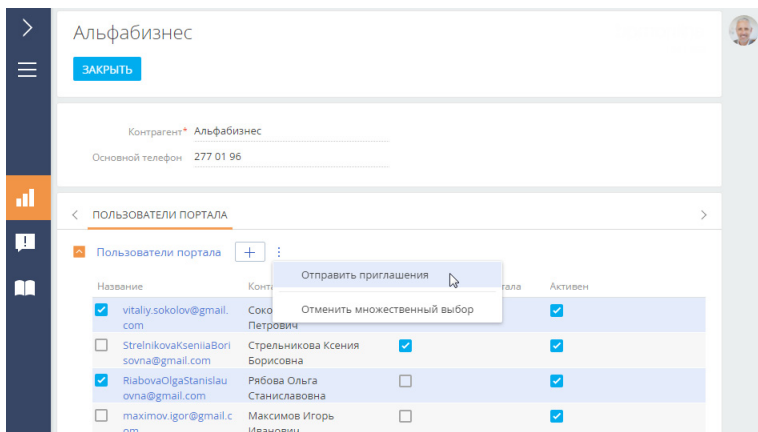 Альфабизнес
ЗАКРЫТЬ
Контрагент* Альфабизнес
Основной телефон 277 01 96
ПОЛЬЗОВАТЕЛИ ПОРТАЛА
Пользователи портала
Отправить приглашения
Отменить множественный выбор
Название Конта тала Активен
vitaliy.sokolov@gmail. Соко
com Петрович
StrelnikovaKseniiaBori Стрельникова Ксения
sovna@gmail.com Борисовна
RiabovaOlgaStanislau Рябова Ольга
ovna@gmail.com Станиславовна
maximov.igor@gmail.c Максимов Игорь
om Иванович